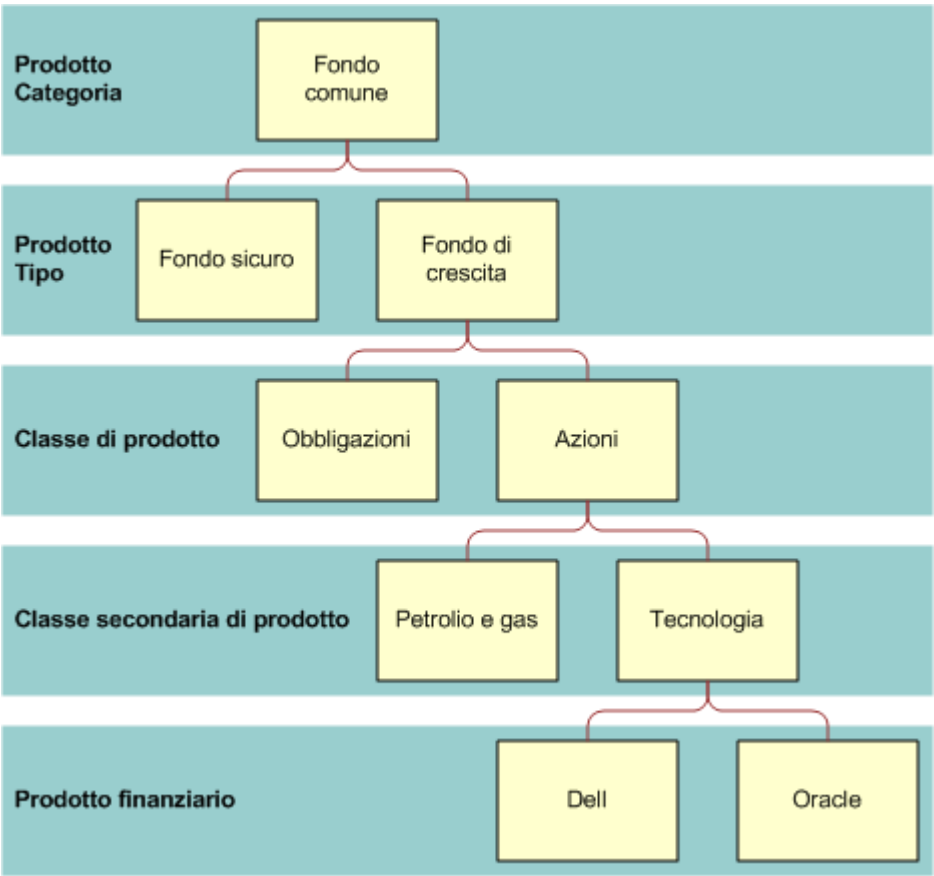 Prodotto
Categoria
Fondo
comune
Prodotto
Tipo
Fondo sicuro
Fondo di
crescita
Classe di prodotto
Obbligazioni
Azioni
Classe secondaria di prodotto
Petrolio e gas
Tecnologia
Prodotto finanziario
Dell
Oracle